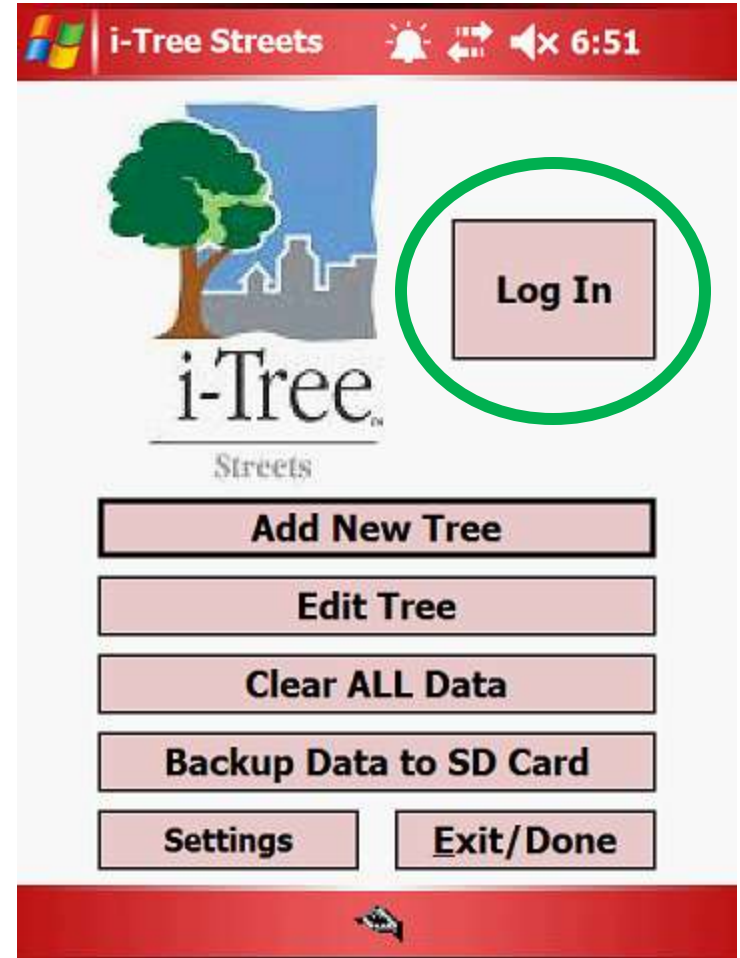 i-Tree Streets 6:51
Log In
i-Tree™
Streets
Add New Tree
Edit Tree
Clear ALL Data
Backup Data to SD Card
Settings Exit/Done